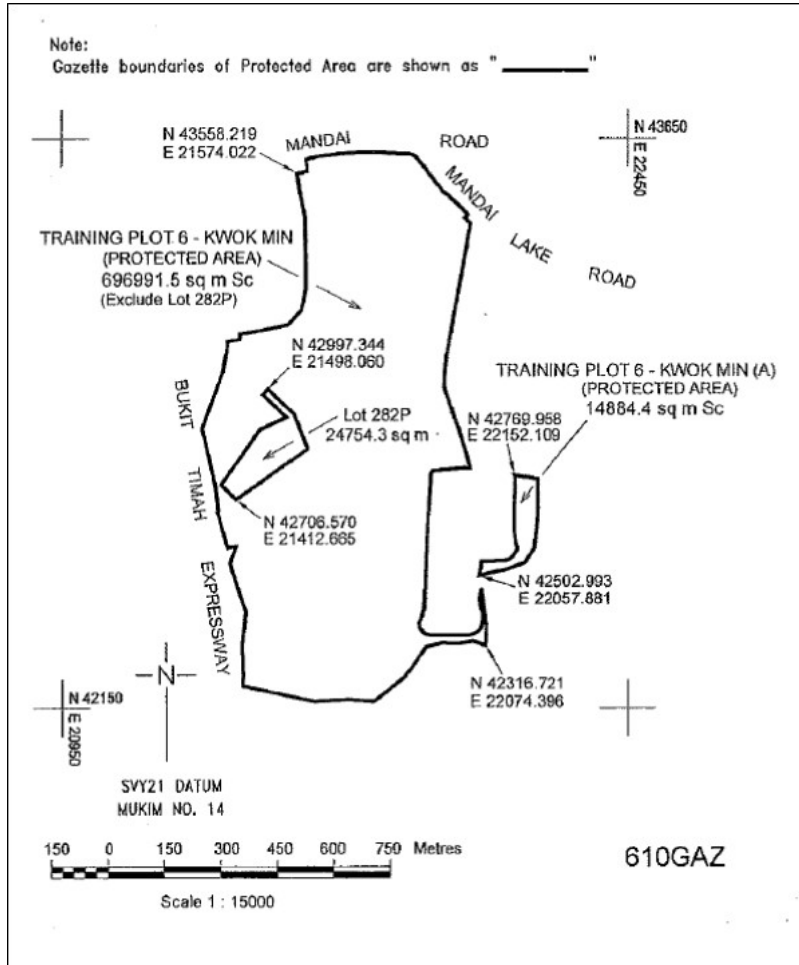 Note:
Gazette boundaries of Protected Area are shown as " ________ "
N 43558.219
E 21574.022
MANDAI ROAD
N 43650
E 22450
MANDAI LAKE ROAD
TRAINING PLOT 6 - KWOK MIN
(PROTECTED AREA)
696991.5 sq m Sc
(Exclude Lot 282P)
N 42997.344
E 21498.060
TRAINING PLOT 6 - KWOK MIN (A)
(PROTECTED AREA)
14884.4 sq m Sc
BUKIT TIMAH EXPRESSWAY
Lot 282P
24754.3 sq m
N 42769.958
E 22152.109
N 42706.570
E 21412.665
N 42502.993
E 22057.881
N 42316.721
E 22074.396
N
N 42150
E 20950
SVY21 DATUM
MUKIM NO. 14
150 0 150 300 450 600 750 Metres
Scale 1 : 15000
610GAZ